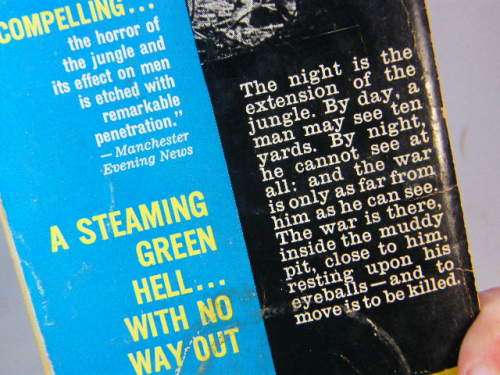 COMPELLING...
the horror of
the jungle and
its effect on men
is etched with
remarkable
penetration."
— Manchester
Evening News
A STEAMING
GREEN
HELL...
WITH NO
WAY OUT
The night is the
extension of the
jungle. By day, a
man may see ten
yards. By night,
he cannot see at
all: and the war
is only as far from
him as he can see.
The war is there,
inside the muddy
pit, close to him,
resting upon his
eyeballs—and to
move is to be killed.